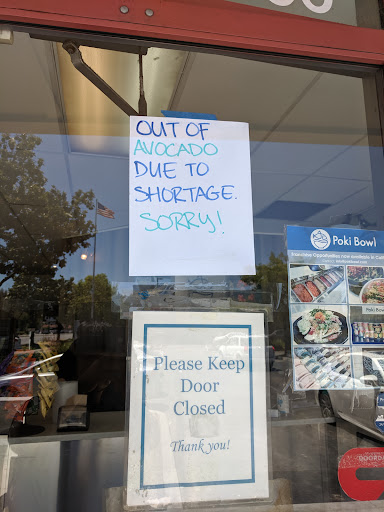 OUT OF
AVOCADO
DUE TO
SHORTAGE.
SORRY!
Poki Bowl
Please Keep
Door
Closed
Thank you!